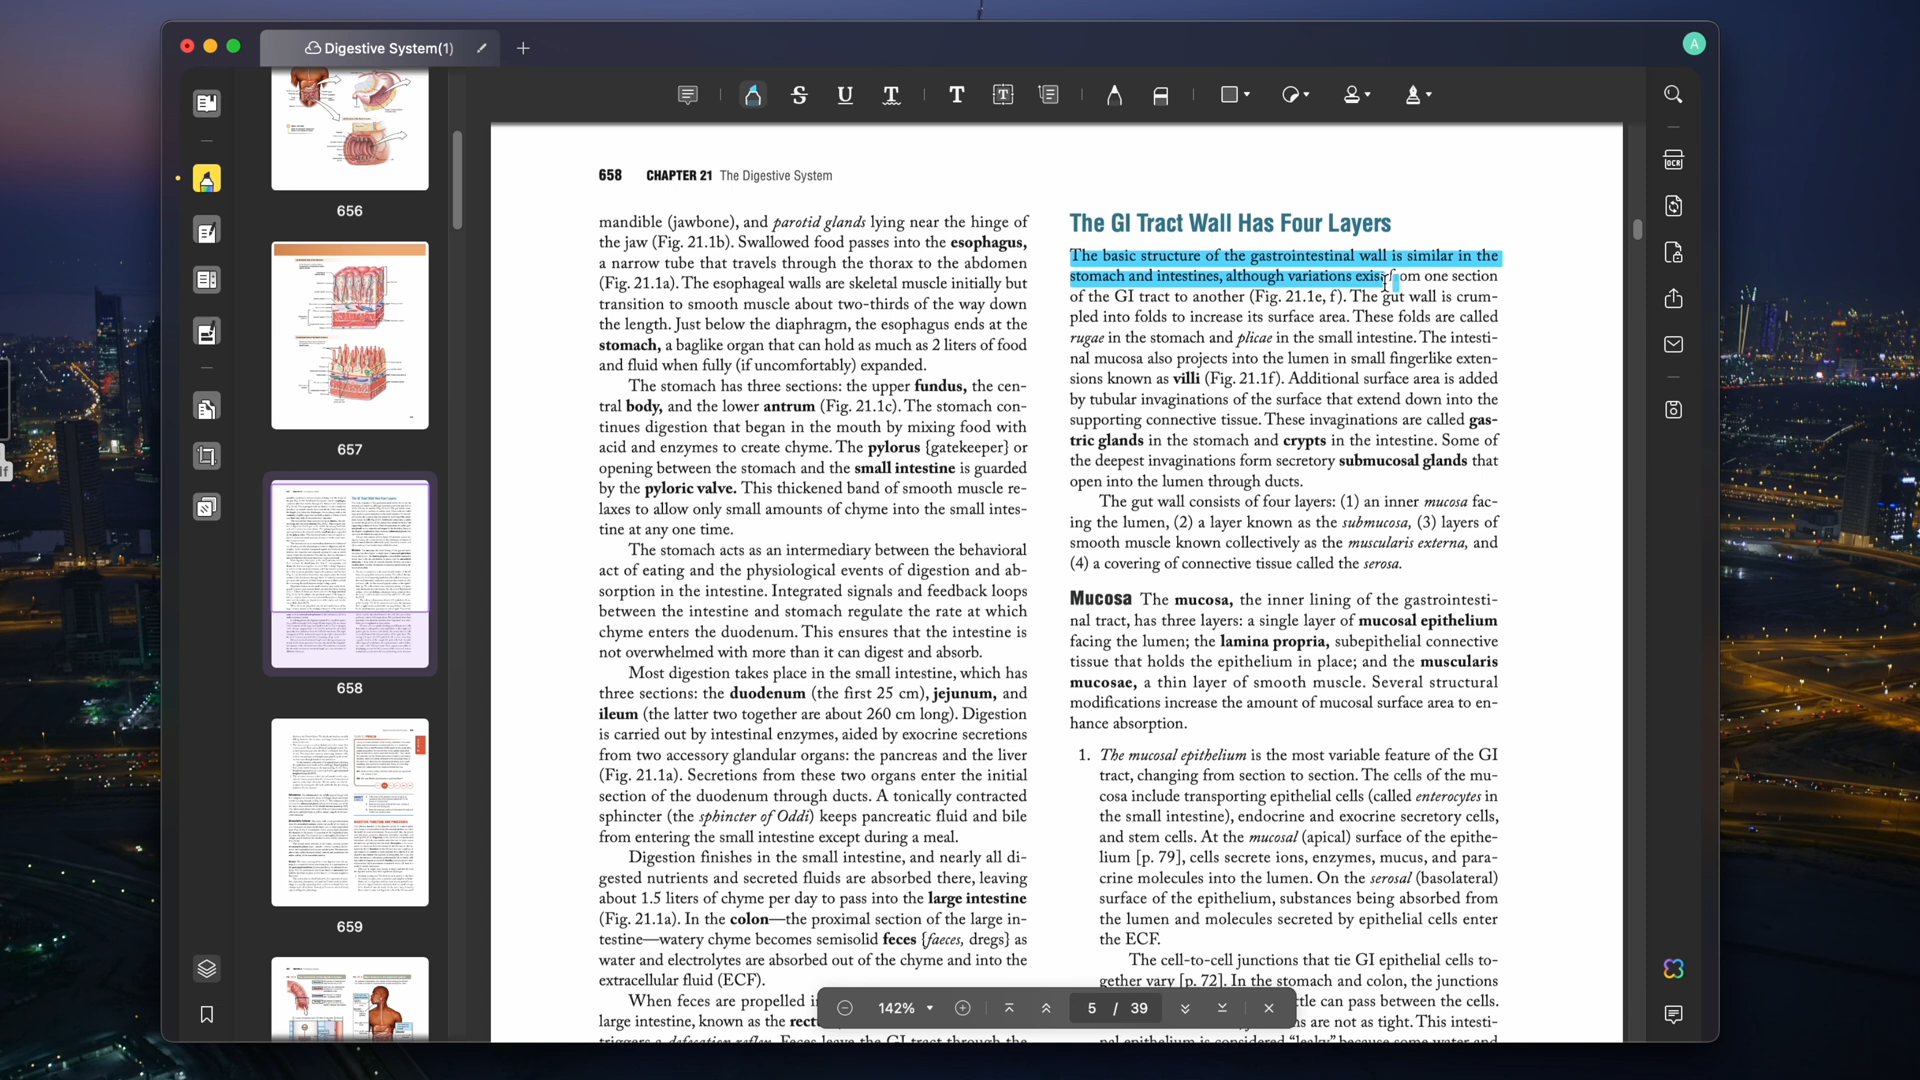 Digestive System(1)
A
656
657
658
659
lf
OCR
658 CHAPTER 21 The Digestive System
mandible (jawbone), and parotid glands lying near the hinge of
the jaw (Fig. 21.1b). Swallowed food passes into the esophagus,
a narrow tube that travels through the thorax to the abdomen
(Fig. 21.1a). The esophageal walls are skeletal muscle initially but
transition to smooth muscle about two-thirds of the way down
the length. Just below the diaphragm, the esophagus ends at the
stomach, a baglike organ that can hold as much as 2 liters of food
and fluid when fully (if uncomfortably) expanded.
The stomach has three sections: the upper fundus, the cen-
tral body, and the lower antrum (Fig. 21.1c). The stomach con-
tinues digestion that began in the mouth by mixing food with
acid and enzymes to create chyme. The pylorus {gatekeeper} or
opening between the stomach and the small intestine is guarded
by the pyloric valve. This thickened band of smooth muscle re-
laxes to allow only small amounts of chyme into the small intes-
tine at any one time.
The stomach acts as an intermediary between the behavioral
act of eating and the physiological events of digestion and ab-
sorption in the intestine. Integrated signals and feedback loops
between the intestine and stomach regulate the rate at which
chyme enters the duodenum. This ensures that the intestine is
not overwhelmed with more than it can digest and absorb.
Most digestion takes place in the small intestine, which has
three sections: the duodenum (the first 25 cm), jejunum, and
ileum (the latter two together are about 260 cm long). Digestion
is carried out by intestinal enzymes, aided by exocrine secretions
from two accessory glandular organs: the pancreas and the liver
(Fig. 21.1a). Secretions from these two organs enter the initial
section of the duodenum through ducts. A tonically contracted
sphincter (the sphincter of Oddi) keeps pancreatic fluid and bile
from entering the small intestine except during a meal.
Digestion finishes in the small intestine, and nearly all di-
gested nutrients and secreted fluids are absorbed there, leaving
about 1.5 liters of chyme per day to pass into the large intestine
(Fig. 21.1a). In the colon—the proximal section of the large in-
testine—watery chyme becomes semisolid feces {faeces, dregs} as
water and electrolytes are absorbed out of the chyme and into the
extracellular fluid (ECF).
When feces are propelled
large intestine, known as the
The GI Tract Wall Has Four Layers
The basic structure of the gastrointestinal wall is similar in the
stomach and intestines, although variations exis om one section
of the GI tract to another (Fig. 21.1e, f). The gut wall is crum-
pled into folds to increase its surface area. These folds are called
rugae in the stomach and plicae in the small intestine. The intesti-
nal mucosa also projects into the lumen in small fingerlike exten-
sions known as villi (Fig. 21.1f). Additional surface area is added
by tubular invaginations of the surface that extend down into the
supporting connective tissue. These invaginations are called gas-
tric glands in the stomach and crypts in the intestine. Some of
the deepest invaginations form secretory submucosal glands that
open into the lumen through ducts.
The gut wall consists of four layers: (1) an inner mucosa fac-
ing the lumen, (2) a layer known as the submucosa, (3) layers of
smooth muscle known collectively as the muscularis externa, and
(4) a covering of connective tissue called the serosa.
Mucosa The mucosa, the inner lining of the gastrointesti-
nal tract, has three layers: a single layer of mucosal epithelium
facing the lumen; the lamina propria, subepithelial connective
tissue that holds the epithelium in place; and the muscularis
mucosae, a thin layer of smooth muscle. Several structural
modifications increase the amount of mucosal surface area to en-
hance absorption.
1. The mucosal epithelium is the most variable feature of the GI
tract, changing from section to section. The cells of the mu-
cosa include transporting epithelial cells (called enterocytes in
the small intestine), endocrine and exocrine secretory cells,
and stem cells. At the mucosal (apical) surface of the epithe-
lium [p. 79], cells secrete ions, enzymes, mucus, and para-
crine molecules into the lumen. On the serosal (basolateral)
surface of the epithelium, substances being absorbed from
the lumen and molecules secreted by epithelial cells enter
the ECF.
The cell-to-cell junctions that tie GI epithelial cells to-
gether vary [p. 72]. In the stomach and colon, the junctions
can pass between the cells.
are not as tight. This intesti-
142% 5 / 39